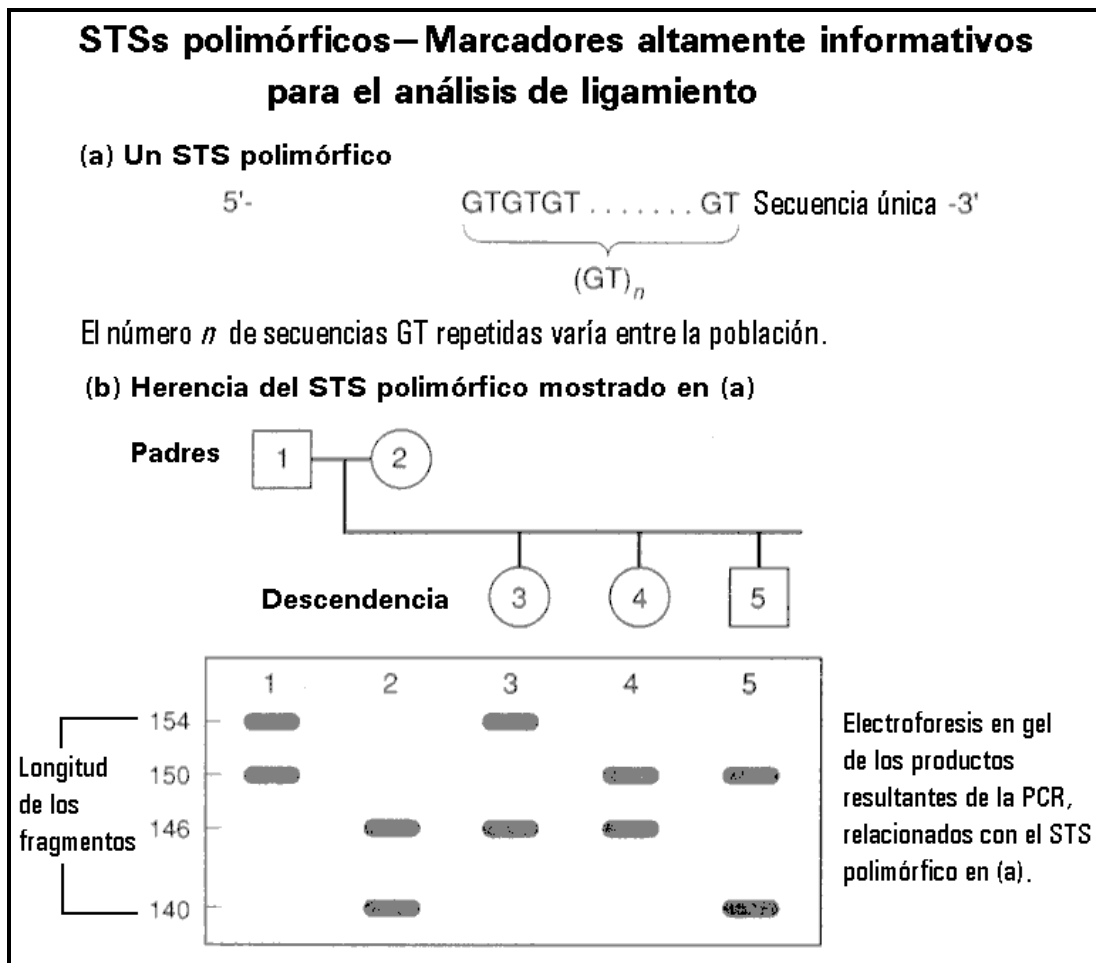 STSs polimórficos—Marcadores altamente informativos
para el análisis de ligamiento
(a) Un STS polimórfico
5'- GTGTGT ....... GT Secuencia única -3'
(GT)n
El número n de secuencias GT repetidas varía entre la población.
(b) Herencia del STS polimórfico mostrado en (a)
Padres 1 2
Descendencia 3 4 5
1 2 3 4 5
154
150
146
140
Longitud
de los
fragmentos
Electroforesis en gel
de los productos
resultantes de la PCR,
relacionados con el STS
polimórfico en (a).